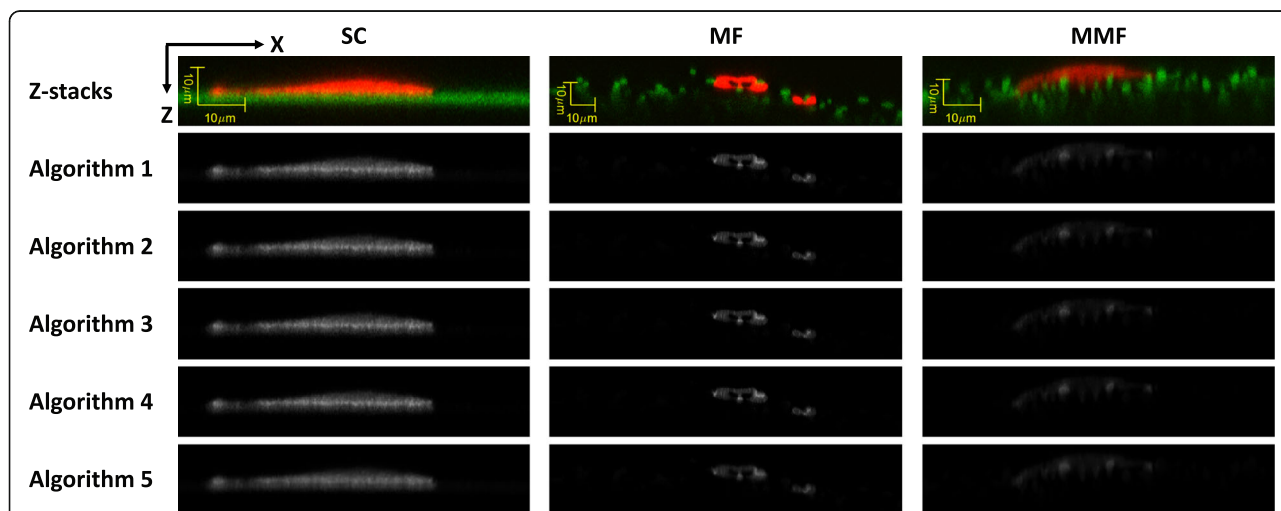 SC MF MMF
X
Z-stacks
Z
10μm
10μm
10μm
10μm
10μm
10μm
Algorithm 1
Algorithm 2
Algorithm 3
Algorithm 4
Algorithm 5